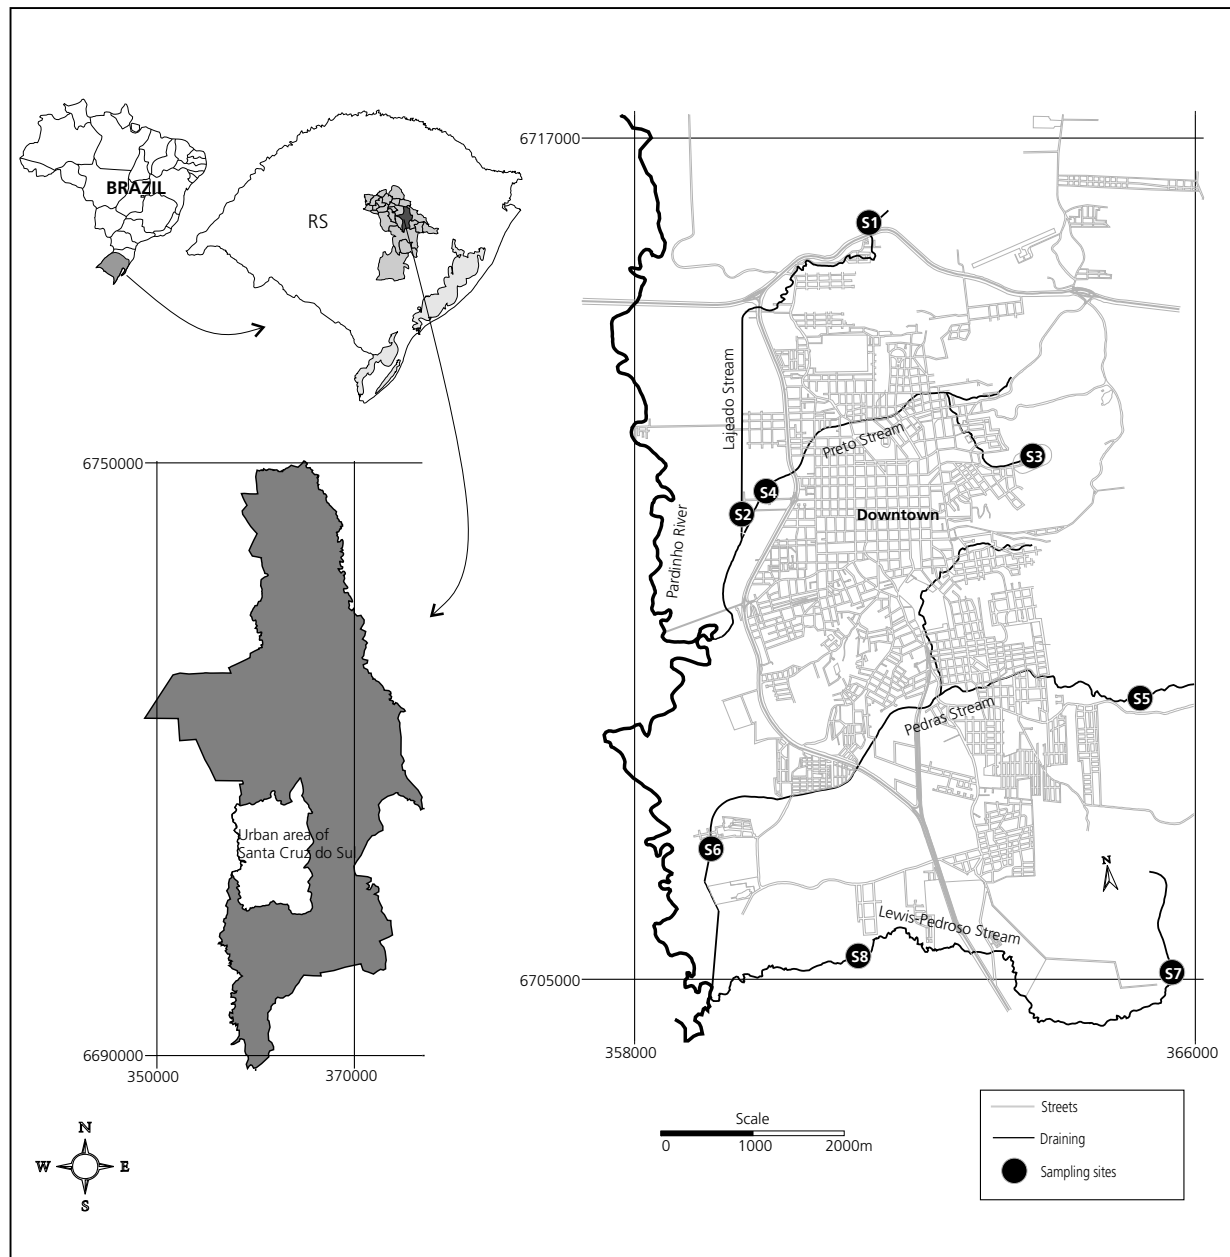 BRAZIL
RS
6750000
6690000
350000
370000
Urban area of
Santa Cruz do Sul
N
W
E
S
6717000
6705000
358000
366000
S1
Lajeado Stream
Preto Stream
S3
S4
S2
Downtown
Pardinho River
S5
Pedras Stream
S6
N
Lewis-Pedroso Stream
S8
S7
Scale
0 1000 2000m
Streets
Draining
Sampling sites